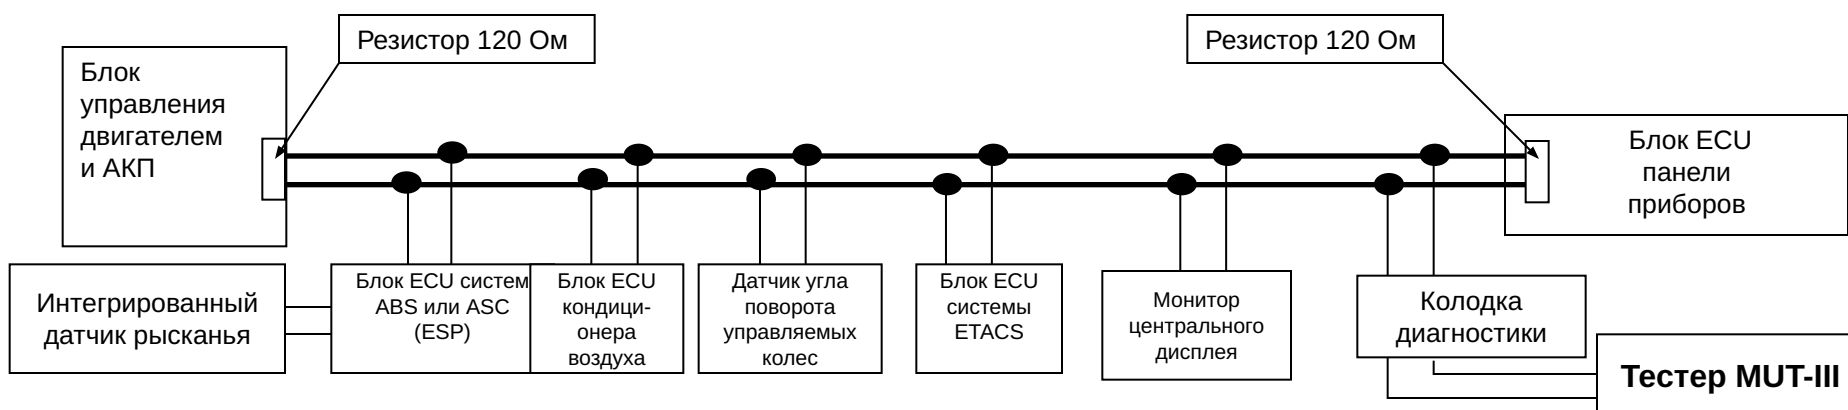 Резистор 120 Ом
Резистор 120 Ом
Блок
управления
двигателем
и АКП
Блок ECU
панели
приборов
Интегрированный
датчик рысканья
Блок ECU систем
ABS или ASC
(ESP)
Блок ECU
кондици-
онера
воздуха
Датчик угла
поворота
управляемых
колес
Блок ECU
системы
ETACS
Монитор
центрального
дисплея
Колодка
диагностики
Тестер MUT-III